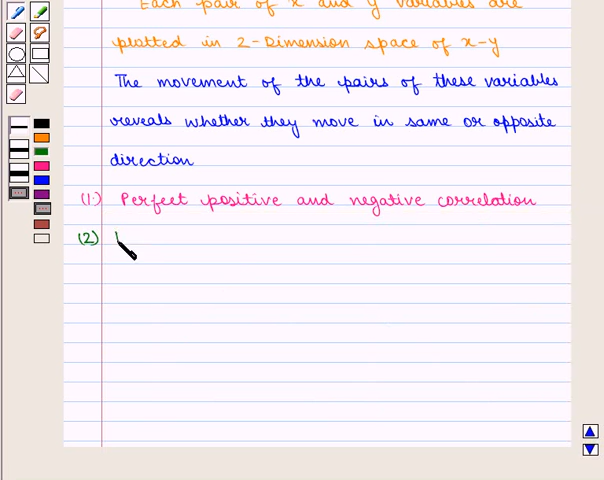 Each pair of x and y variables are
plotted in 2-Dimension space of x-y
The movement of the pairs of these variables
reveals whether they move in same or opposite
direction
(1.) Perfect positive and negative correlation
(2)